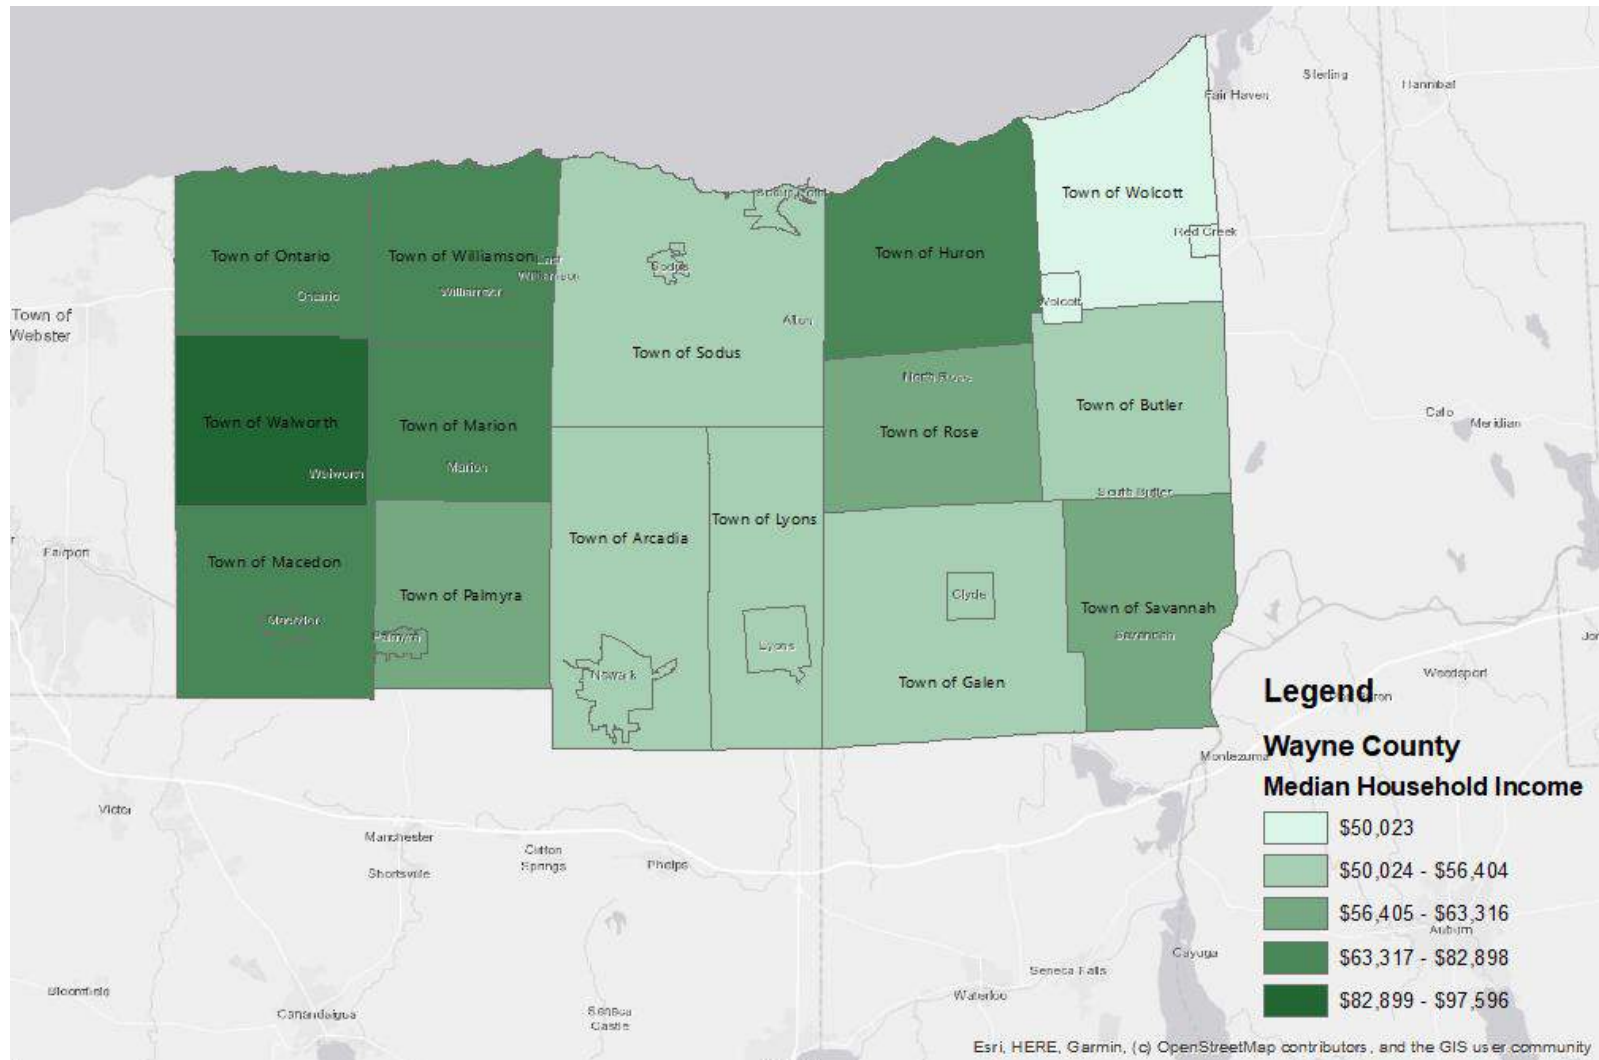 Sterling
Hannibal
Fair Haven
Town of Wolcott
Red Creek
Town of Ontario
Town of Williamson
East
Williamson
Town of Huron
Sodus
Ontario
Williamson
Wolcott
Town of
Webster
Alton
Town of Sodus
North Rose
Town of Butler
Cato
Meridian
Town of Walworth
Town of Marion
Town of Rose
Walworth
Marion
South Butler
Town of Lyons
Town of Arcadia
Fairport
Town of Macedon
Town of Palmyra
Clyde
Town of Savannah
Savannah
Macedon
Palmyra
Lyons
Newark
Town of Galen
Weedsport
Montezuma
Victor
Manchester
Shortsville
Clifton
Springs
Phelps
Legend
Wayne County
Median Household Income
$50,023
$50,024 - $56,404
$56,405 - $63,316
$63,317 - $82,898
$82,899 - $97,596
Auburn
Cayuga
Seneca Falls
Waterloo
Bloomfield
Canandaigua
Seneca
Castle
Esri, HERE, Garmin, (c) OpenStreetMap contributors, and the GIS user community